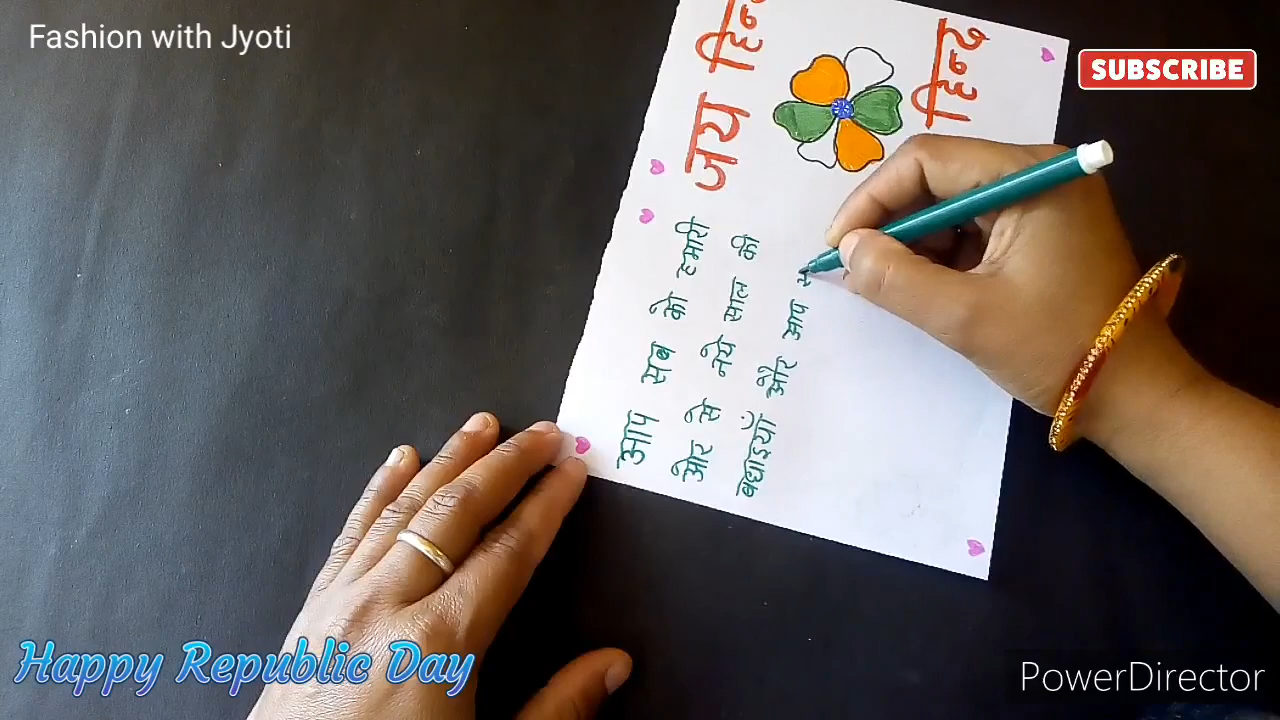 Fashion with Jyoti
SUBSCRIBE
जय हिन्द
हिन्द
आप सब को हमारी
ओर से नये साल की
बधाइयाँ और आप स
Happy Republic Day
PowerDirector